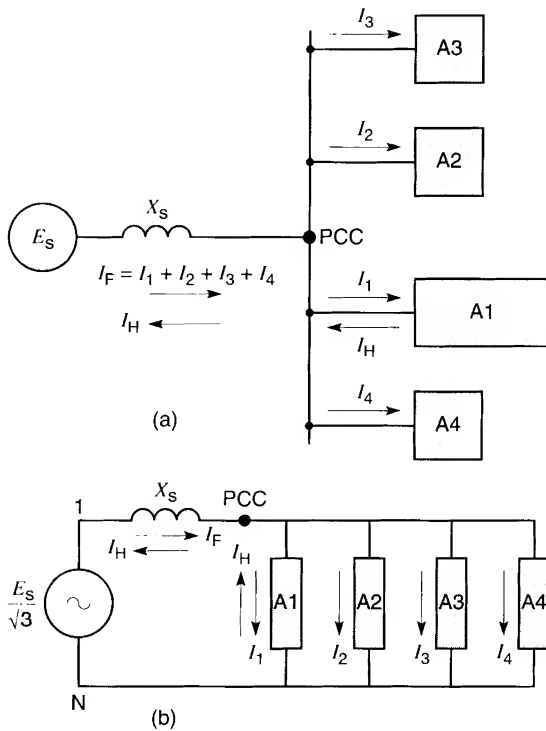 I3
A3
I2
A2
XS
ES
PCC
IF = I1 + I2 + I3 + I4
I1
A1
IH
IH
(a)
I4
A4
XS
PCC
1
IH
IF
IH
ES
√3
A1
A2
A3
A4
I1
I2
I3
I4
N
(b)